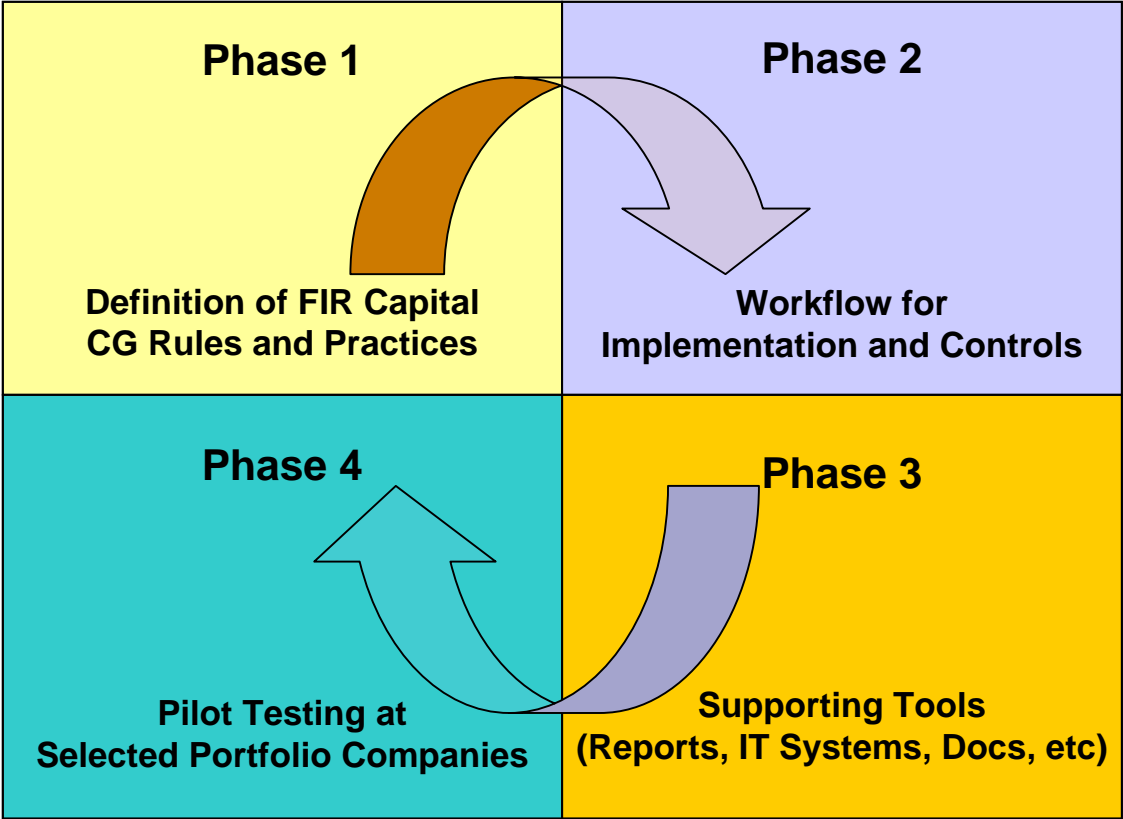 Phase 1
Definition of FIR Capital
CG Rules and Practices
Phase 2
Workflow for
Implementation and Controls
Phase 3
Supporting Tools
(Reports, IT Systems, Docs, etc)
Phase 4
Pilot Testing at
Selected Portfolio Companies